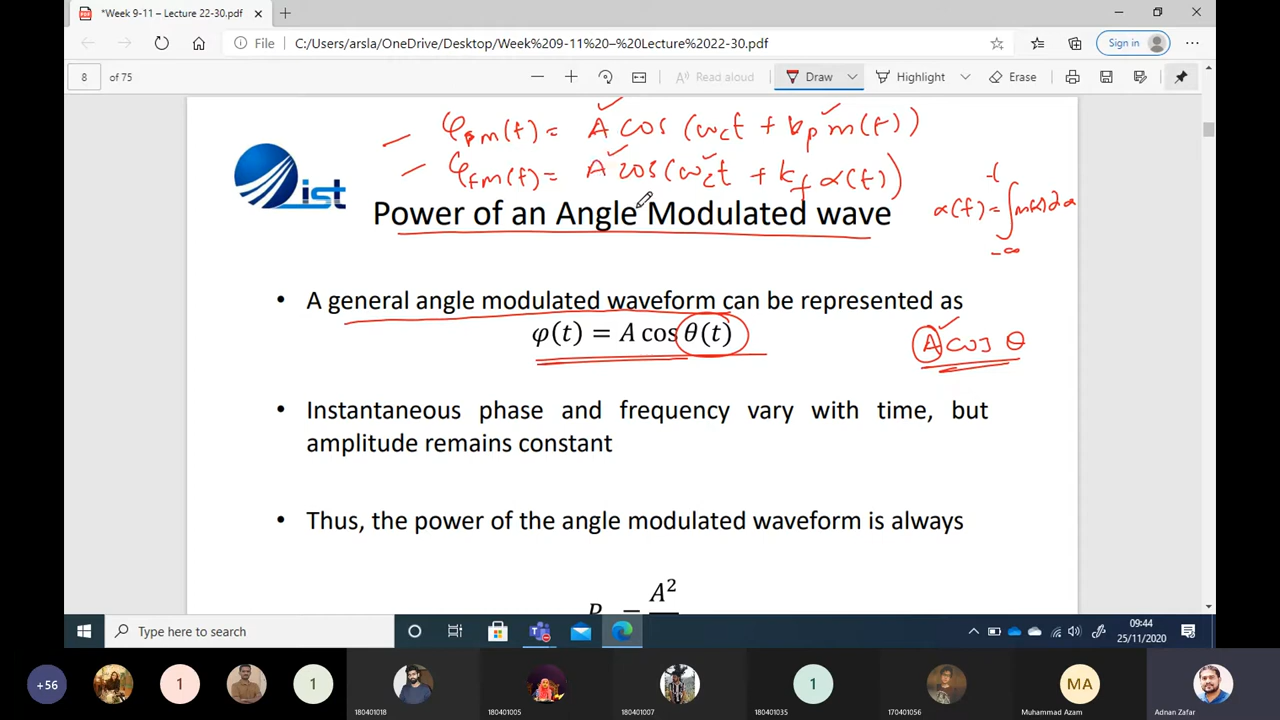 *Week 9-11 – Lecture 22-30.pdf
File C:/Users/arsla/OneDrive/Desktop/Week%209-11%20–%20Lecture%2022-30.pdf Sign in
8 of 75 Read aloud Draw Highlight Erase
φPM(t) = A cos (ωct + kp m(t))
φFM(t) = A cos(ωct + kf α(t))
α(t) = ∫ m(α) dα
t
-∞
ist
Power of an Angle Modulated wave
• A general angle modulated waveform can be represented as
φ(t) = A cos θ(t)
A cos θ
• Instantaneous phase and frequency vary with time, but
amplitude remains constant
• Thus, the power of the angle modulated waveform is always
A²
Type here to search
09:44
25/11/2020
+56 1 1 1 MA
180401018 180401005 180401007 180401035 170401056 Muhammad Azam Adnan Zafar